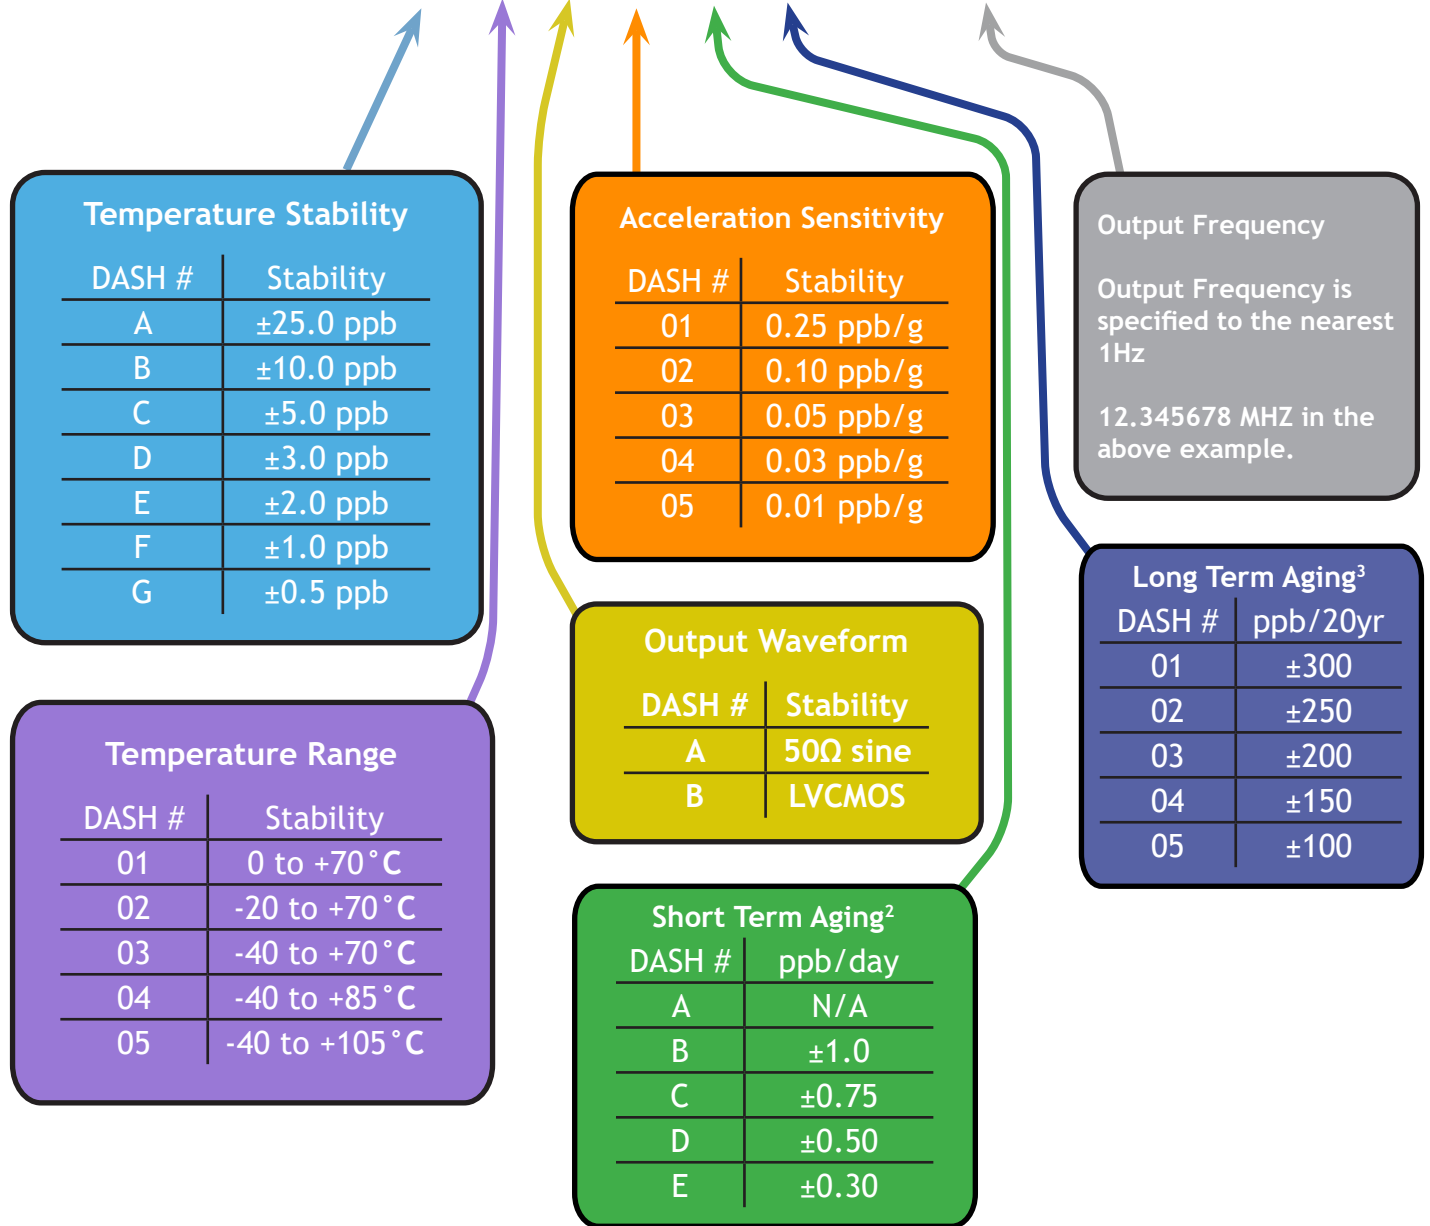 Temperature Stability
DASH # Stability
A ±25.0 ppb
B ±10.0 ppb
C ±5.0 ppb
D ±3.0 ppb
E ±2.0 ppb
F ±1.0 ppb
G ±0.5 ppb
Temperature Range
DASH # Stability
01 0 to +70°C
02 -20 to +70°C
03 -40 to +70°C
04 -40 to +85°C
05 -40 to +105°C
Acceleration Sensitivity
DASH # Stability
01 0.25 ppb/g
02 0.10 ppb/g
03 0.05 ppb/g
04 0.03 ppb/g
05 0.01 ppb/g
Output Waveform
DASH # Stability
A 50Ω sine
B LVCMOS
Short Term Aging²
DASH # ppb/day
A N/A
B ±1.0
C ±0.75
D ±0.50
E ±0.30
Output Frequency
Output Frequency is
specified to the nearest
1Hz
12.345678 MHZ in the
above example.
Long Term Aging³
DASH # ppb/20yr
01 ±300
02 ±250
03 ±200
04 ±150
05 ±100